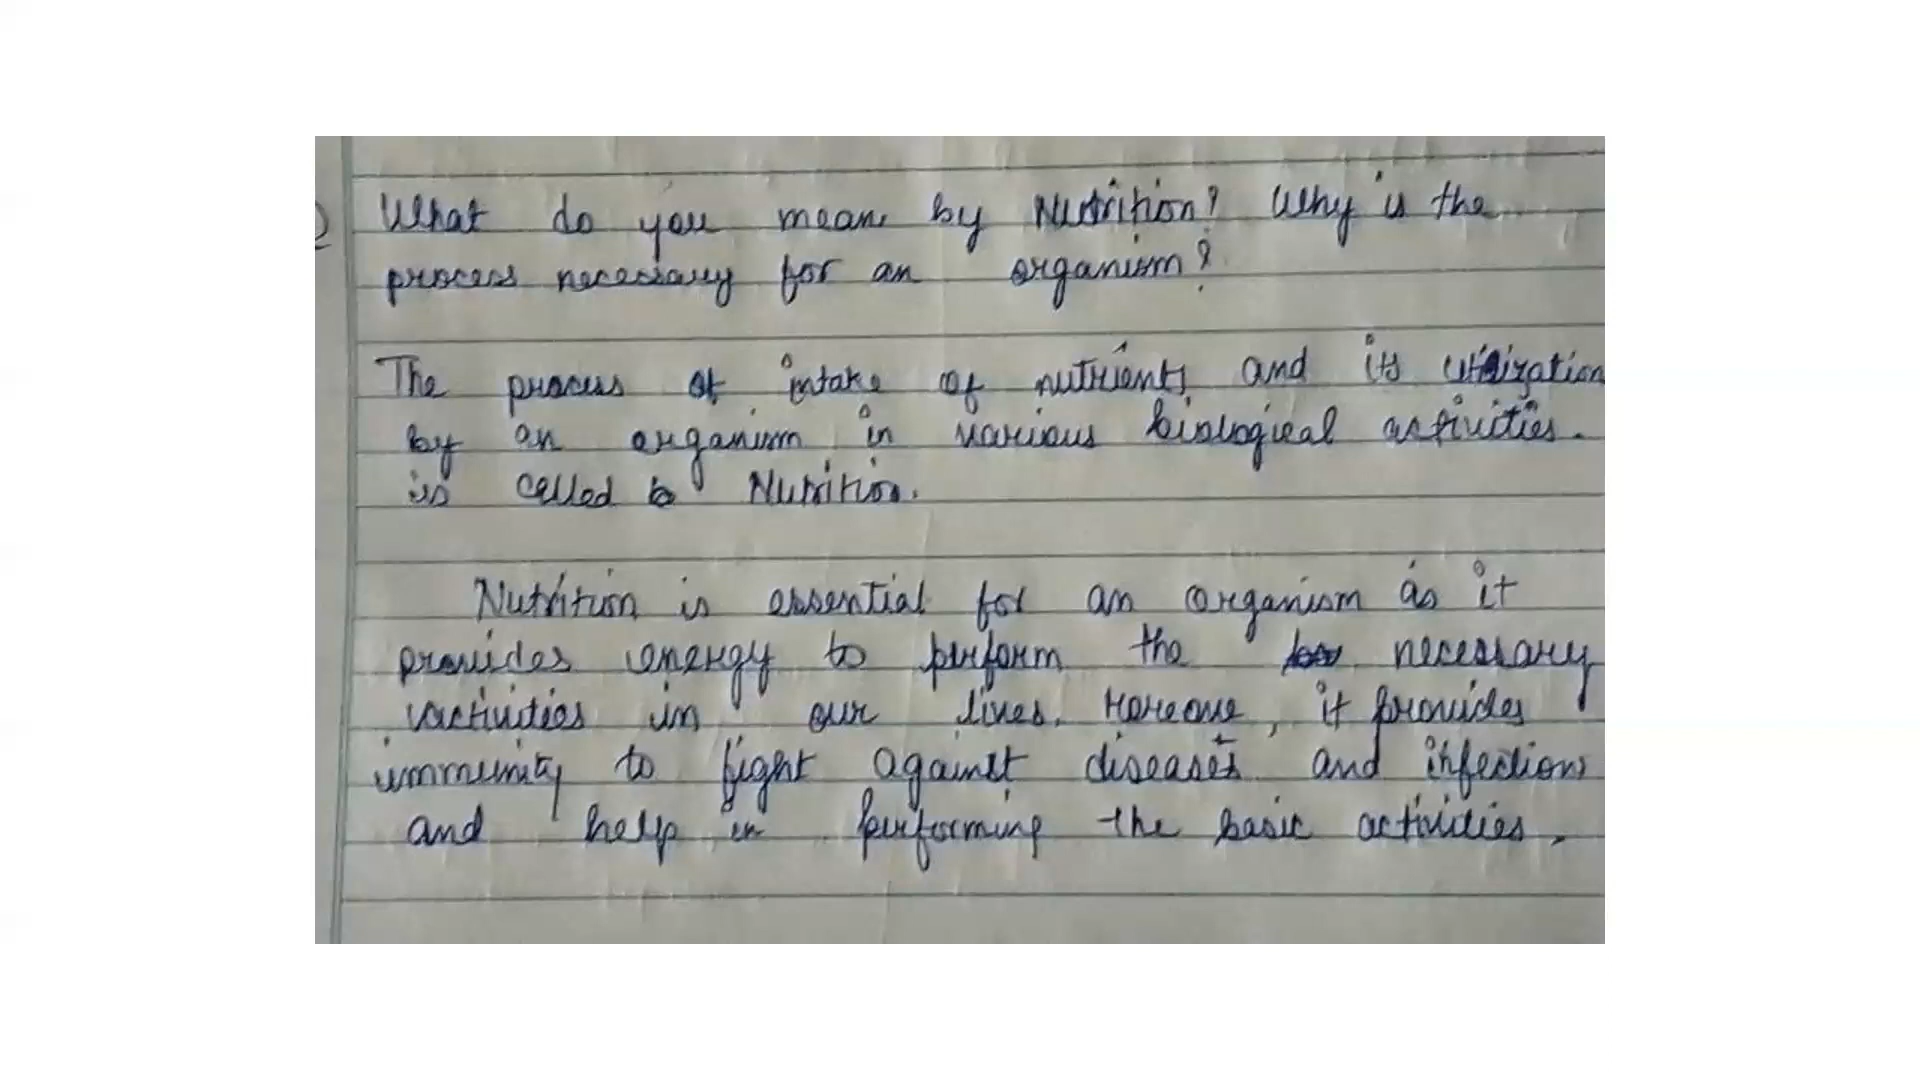 What do you mean by Nutrition? Why is the
process necessary for an organism?
The process of intake of nutrients and its utilization
by an organism in various biological activities.
is called to Nutrition.
Nutrition is essential for an organism as it
provides energy to perform the necessary
activities in our lives. Moreove, it provides
immunity to fight against diseases and infections
and help in performing the basic activities.